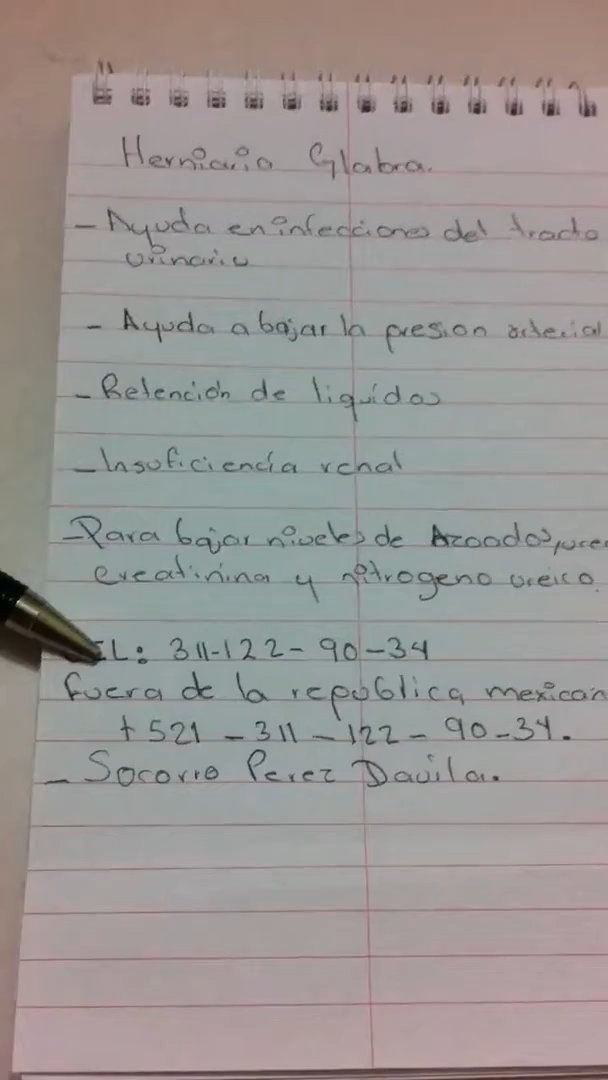 Herniaria Glabra.
- Ayuda en infecciones del tracto
urinario
- Ayuda a bajar la presion arterial
- Retención de liquidos
- Insuficiencia renal
- Para bajar niveles de Azoados, ure
creatinina y nitrogeno ureico.
EL: 311-122-90-34
fuera de la republica mexican
+521-311-122-90-34.
- Socorro Perez Davila.